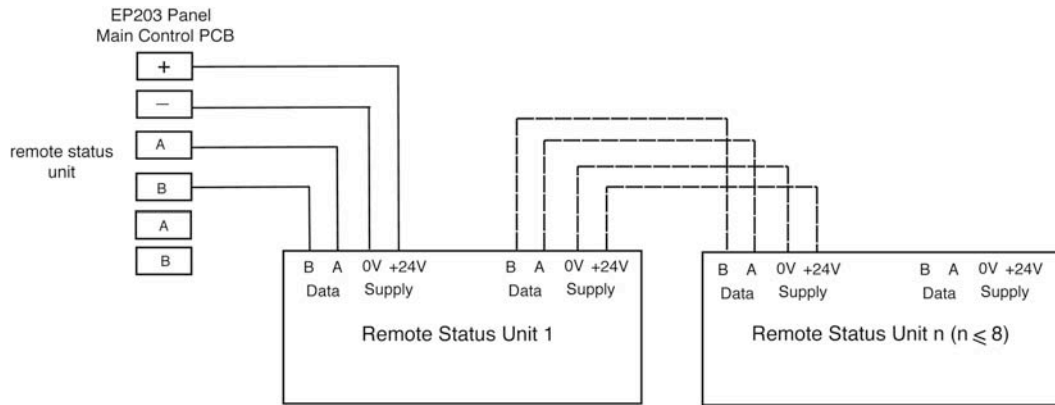 EP203 Panel
Main Control PCB
+
−
A
remote status
unit
B
A
B
B A 0V +24V
Data Supply
B A 0V +24V
Data Supply
Remote Status Unit 1
B A 0V +24V
Data Supply
B A 0V +24V
Data Supply
Remote Status Unit n (n ⩽ 8)